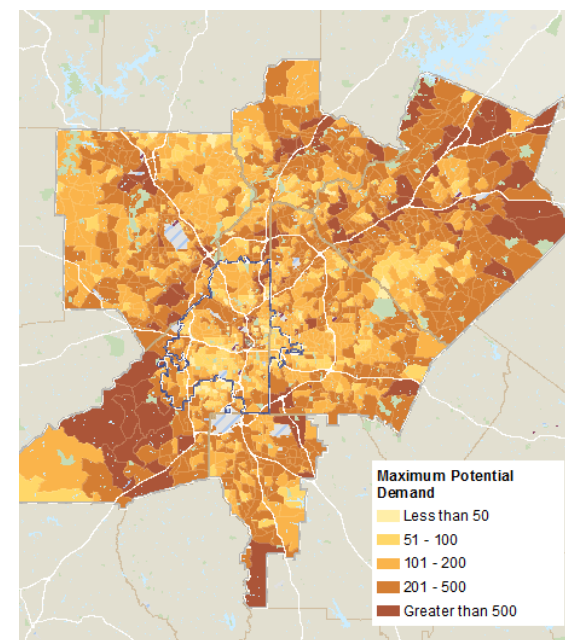 Maximum Potential
Demand
Less than 50
51 - 100
101 - 200
201 - 500
Greater than 500